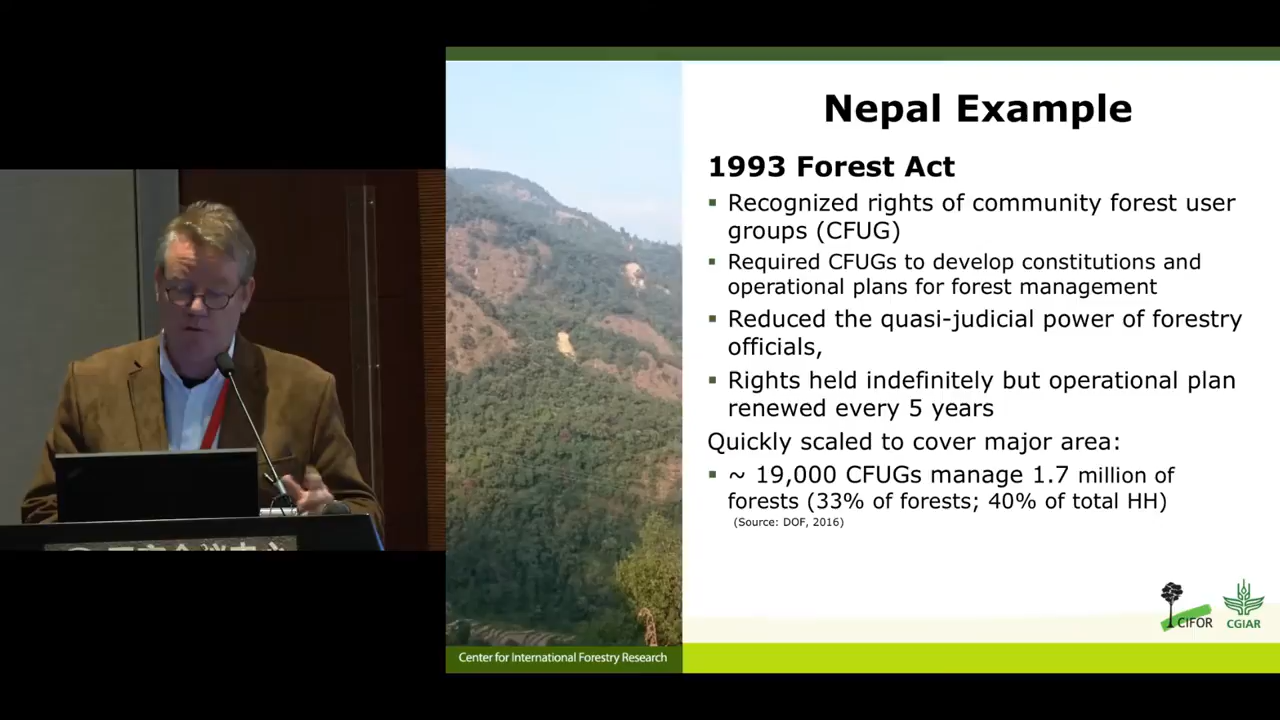 Nepal Example
1993 Forest Act
▪ Recognized rights of community forest user
groups (CFUG)
▪ Required CFUGs to develop constitutions and
operational plans for forest management
▪ Reduced the quasi-judicial power of forestry
officials,
▪ Rights held indefinitely but operational plan
renewed every 5 years
Quickly scaled to cover major area:
▪ ~ 19,000 CFUGs manage 1.7 million of
forests (33% of forests; 40% of total HH)
(Source: DOF, 2016)
CIFOR
CGIAR
Center for International Forestry Research